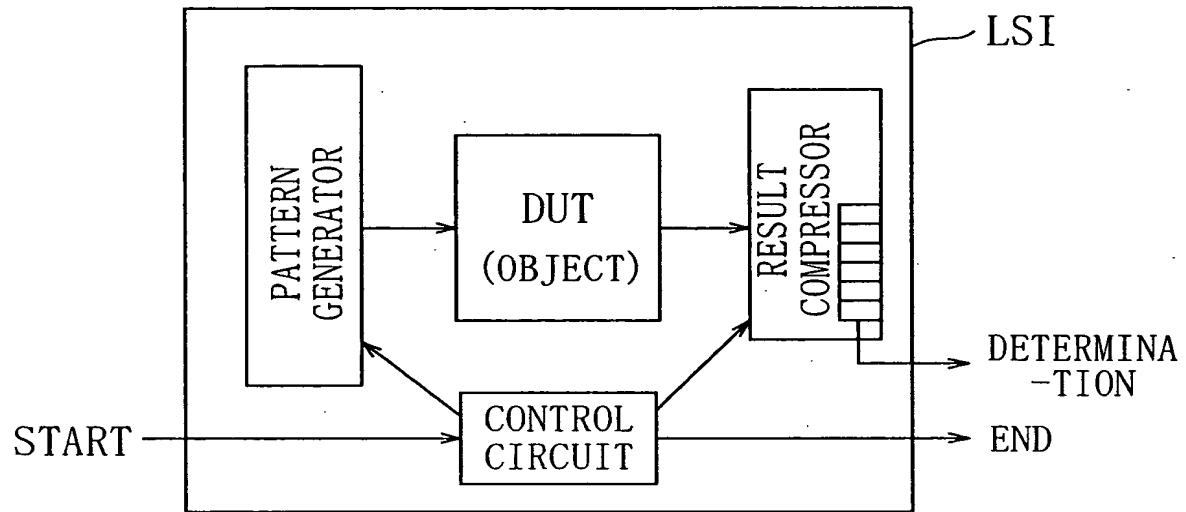 LSI
PATTERN
GENERATOR
DUT
(OBJECT)
RESULT
COMPRESSOR
DETERMINA
-TION
START
CONTROL
CIRCUIT
END